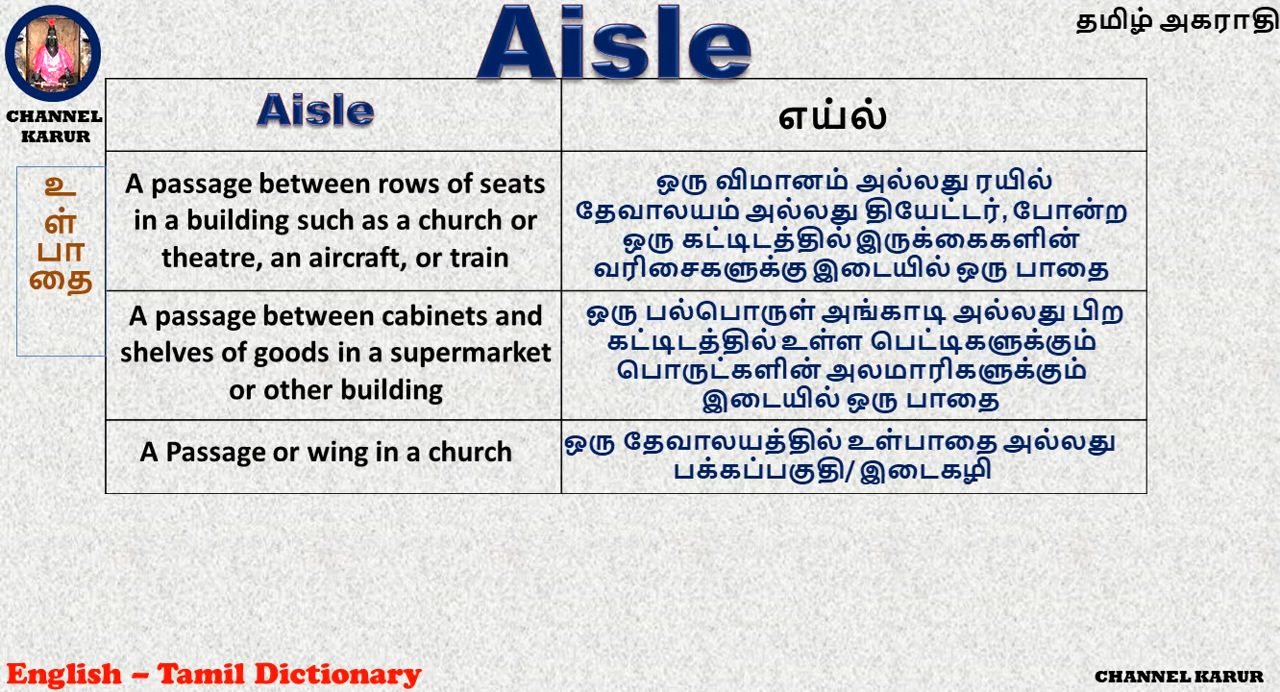 Aisle
தமிழ் அகராதி
CHANNEL
KARUR
உ
ள்
பா
தை
Aisle
எய்ல்
A passage between rows of seats
in a building such as a church or
theatre, an aircraft, or train
ஒரு விமானம் அல்லது ரயில்
தேவாலயம் அல்லது தியேட்டர், போன்ற
ஒரு கட்டிடத்தில் இருக்கைகளின்
வரிசைகளுக்கு இடையில் ஒரு பாதை
A passage between cabinets and
shelves of goods in a supermarket
or other building
ஒரு பல்பொருள் அங்காடி அல்லது பிற
கட்டிடத்தில் உள்ள பெட்டிகளுக்கும்
பொருட்களின் அலமாரிகளுக்கும்
இடையில் ஒரு பாதை
A Passage or wing in a church
ஒரு தேவாலயத்தில் உள்பாதை அல்லது
பக்கப்பகுதி/ இடைகழி
English – Tamil Dictionary
CHANNEL KARUR